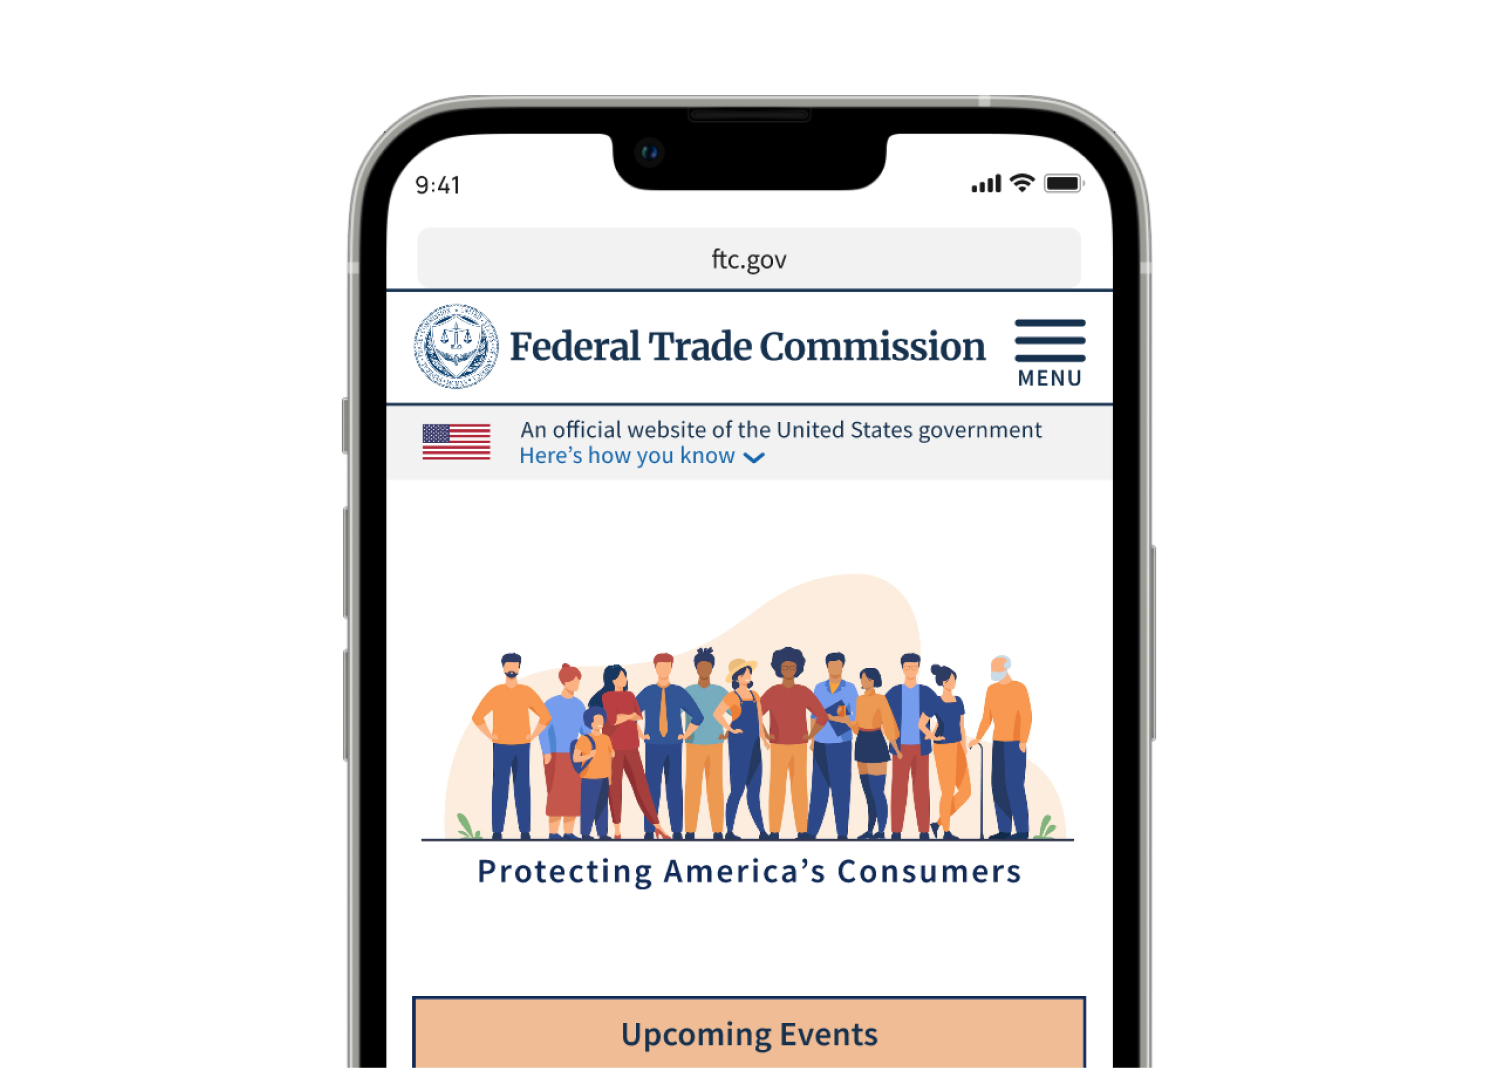 9:41
ftc.gov
Federal Trade Commission
MENU
An official website of the United States government
Here’s how you know
Protecting America’s Consumers
Upcoming Events